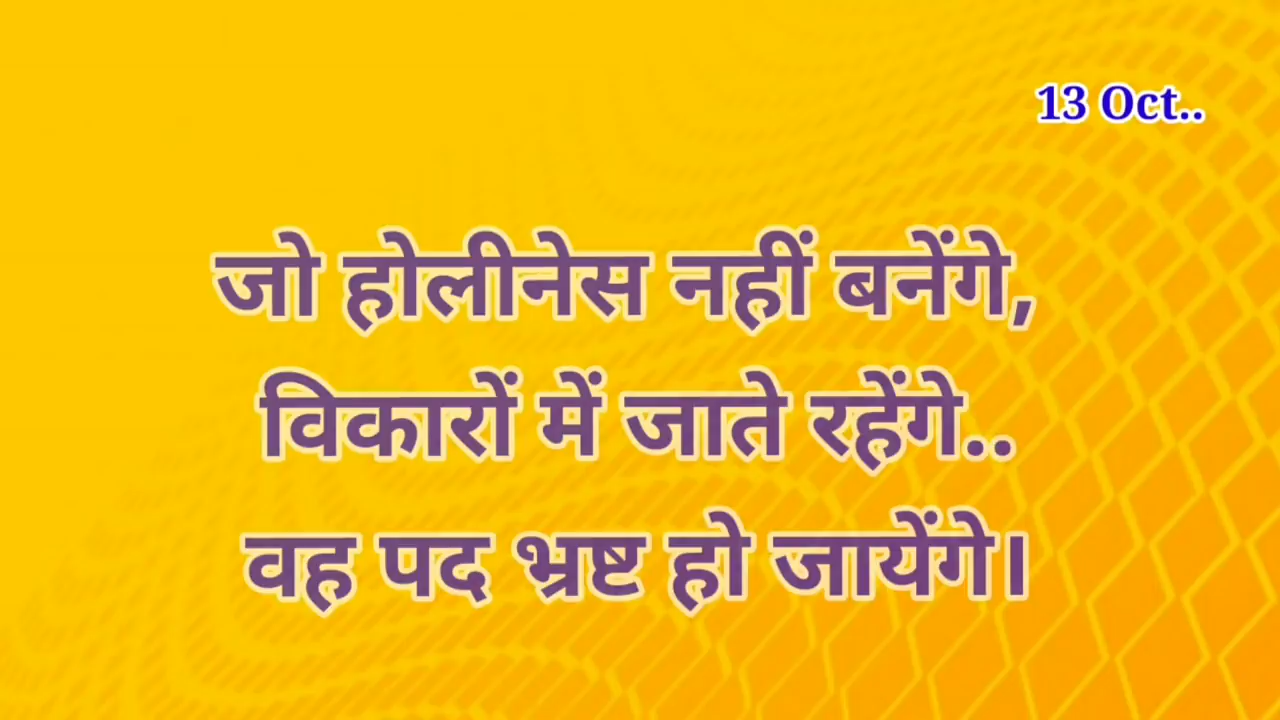 13 Oct..
जो होलीनेस नहीं बनेंगे,
विकारों में जाते रहेंगे..
वह पद भ्रष्ट हो जायेंगे।